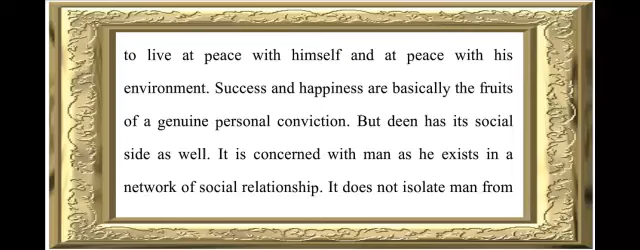 to live at peace with himself and at peace with his
environment. Success and happiness are basically the fruits
of a genuine personal conviction. But deen has its social
side as well. It is concerned with man as he exists in a
network of social relationship. It does not isolate man from